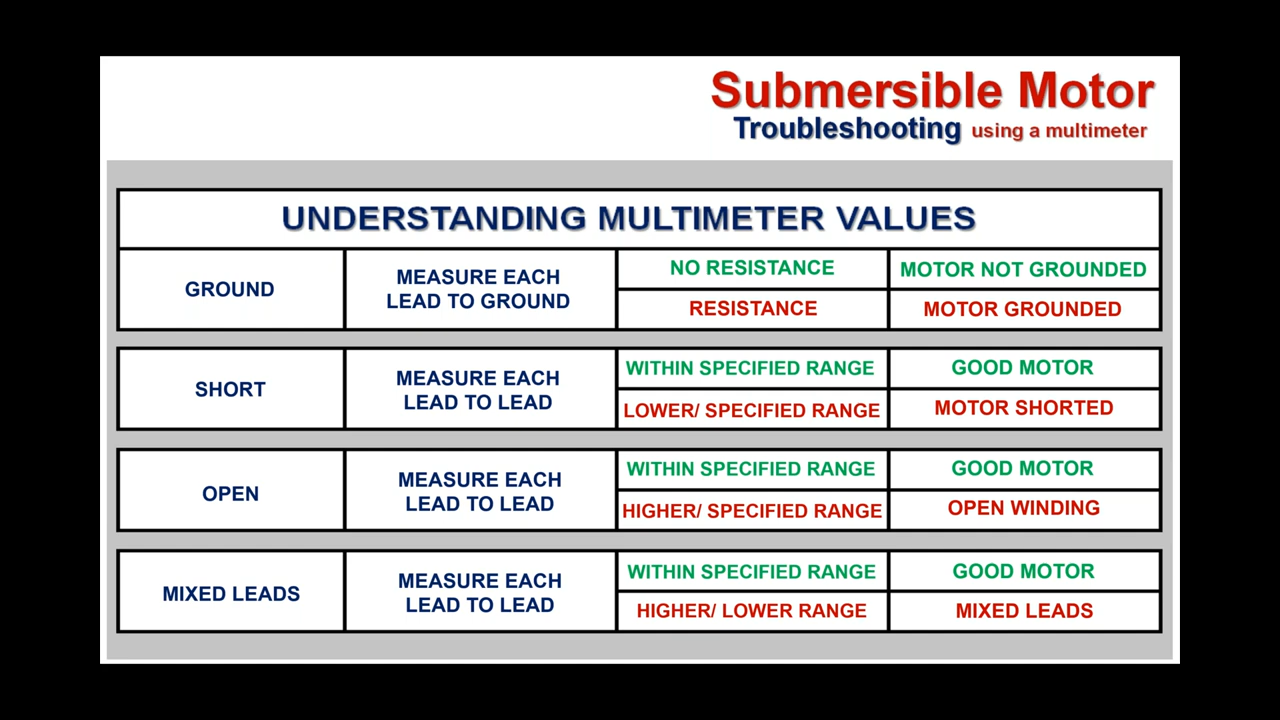 Submersible Motor
Troubleshooting using a multimeter
UNDERSTANDING MULTIMETER VALUES
GROUND
MEASURE EACH
LEAD TO GROUND
NO RESISTANCE
MOTOR NOT GROUNDED
RESISTANCE
MOTOR GROUNDED
SHORT
MEASURE EACH
LEAD TO LEAD
WITHIN SPECIFIED RANGE
GOOD MOTOR
LOWER/ SPECIFIED RANGE
MOTOR SHORTED
OPEN
MEASURE EACH
LEAD TO LEAD
WITHIN SPECIFIED RANGE
GOOD MOTOR
HIGHER/ SPECIFIED RANGE
OPEN WINDING
MIXED LEADS
MEASURE EACH
LEAD TO LEAD
WITHIN SPECIFIED RANGE
GOOD MOTOR
HIGHER/ LOWER RANGE
MIXED LEADS